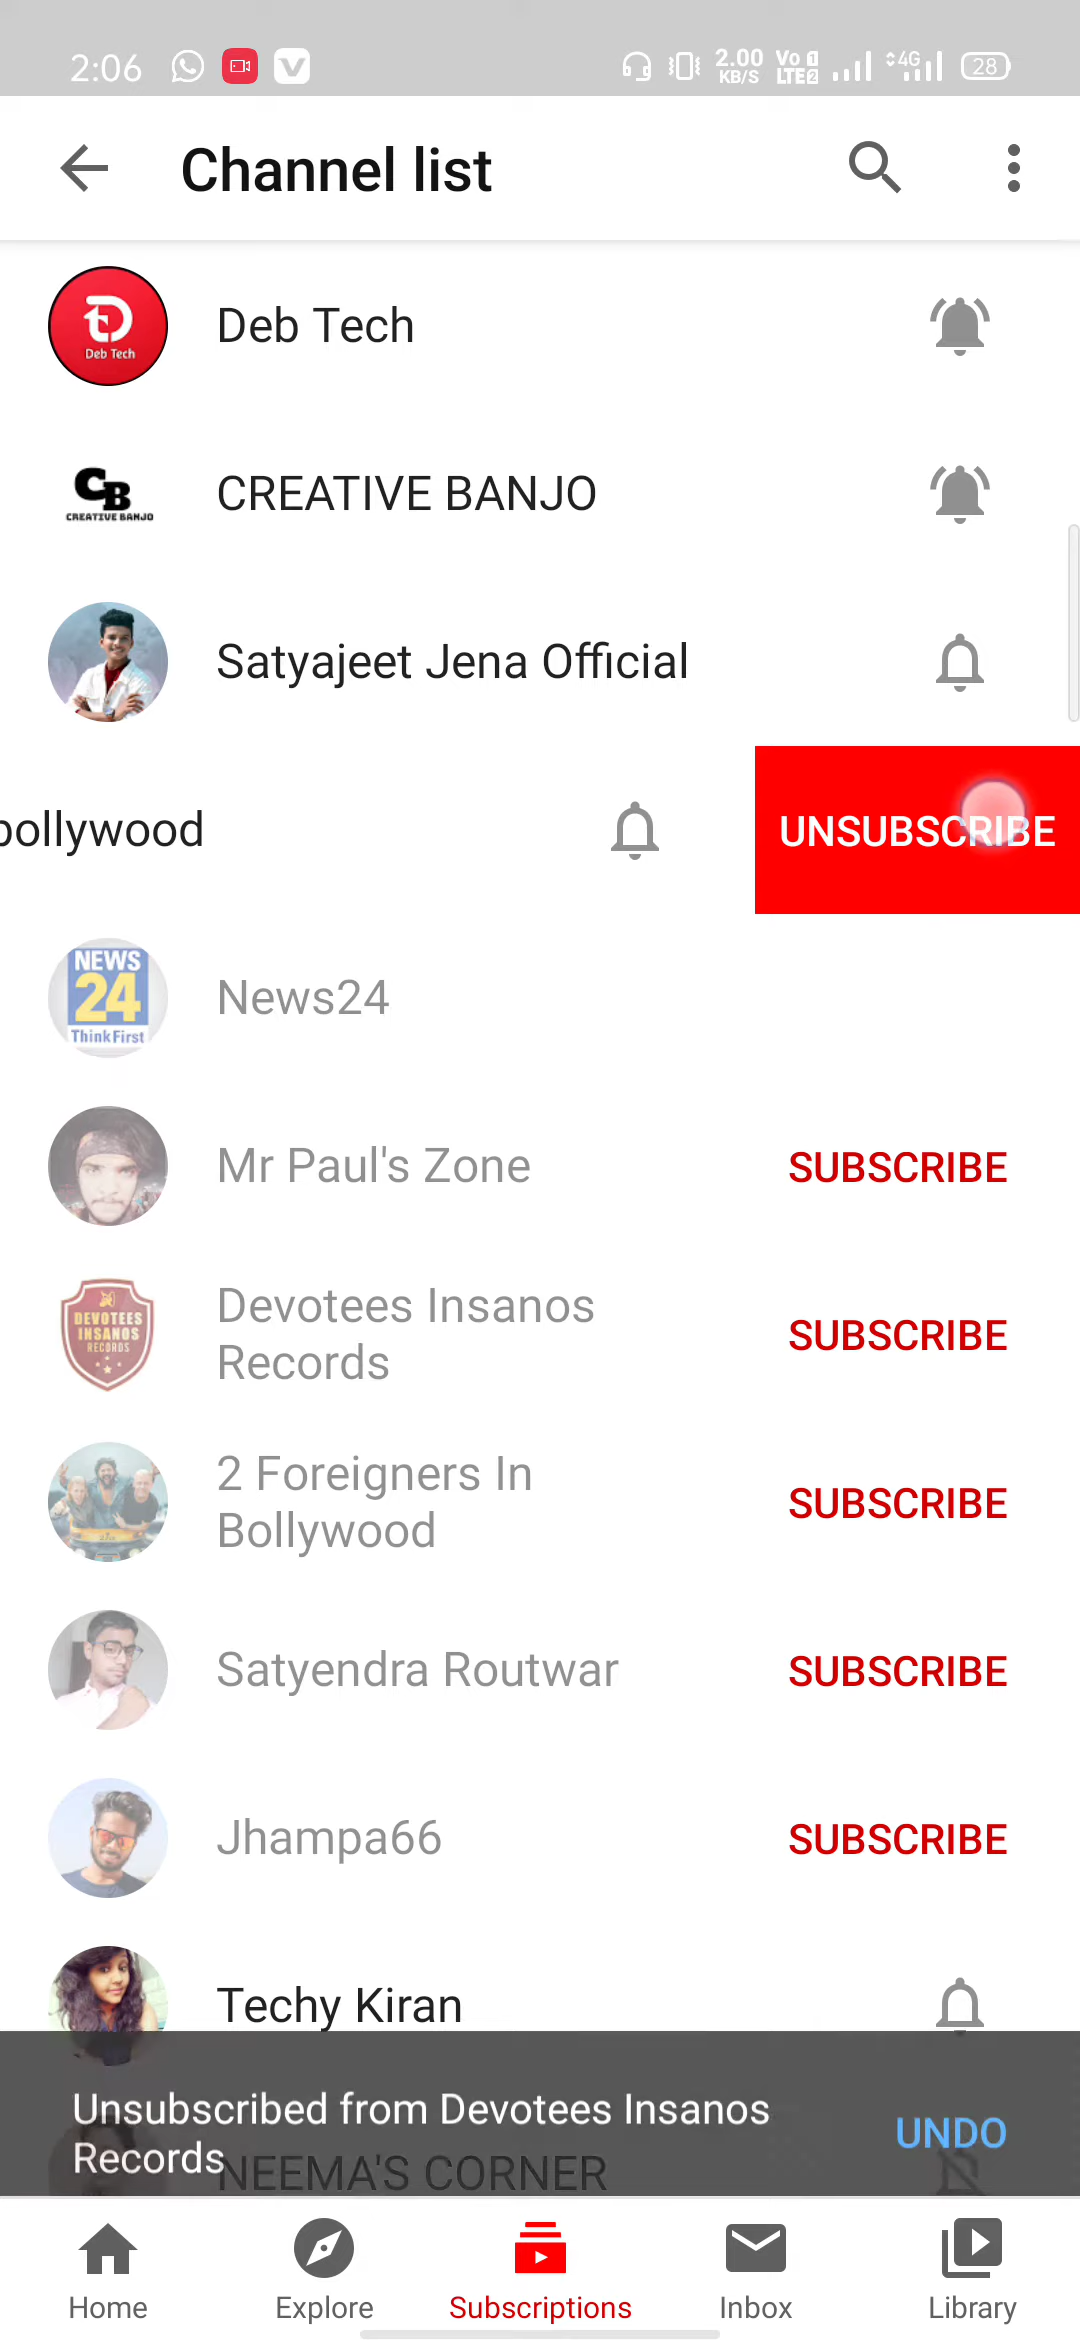 2:06
2.00 KB/S
Vo 1 LTE 2
4G
28
Channel list
Deb Tech
Deb Tech
CB
CREATIVE BANJO
CREATIVE BANJO
Satyajeet Jena Official
bollywood
UNSUBSCRIBE
NEWS
24
Think First
News24
Mr Paul's Zone
SUBSCRIBE
DEVOTEES
INSANOS
RECORDS
Devotees Insanos
Records
SUBSCRIBE
2 Foreigners In
Bollywood
SUBSCRIBE
Satyendra Routwar
SUBSCRIBE
Jhampa66
SUBSCRIBE
Techy Kiran
Unsubscribed from Devotees Insanos
Records
UNDO
NEEMA'S CORNER
Home
Explore
Subscriptions
Inbox
Library